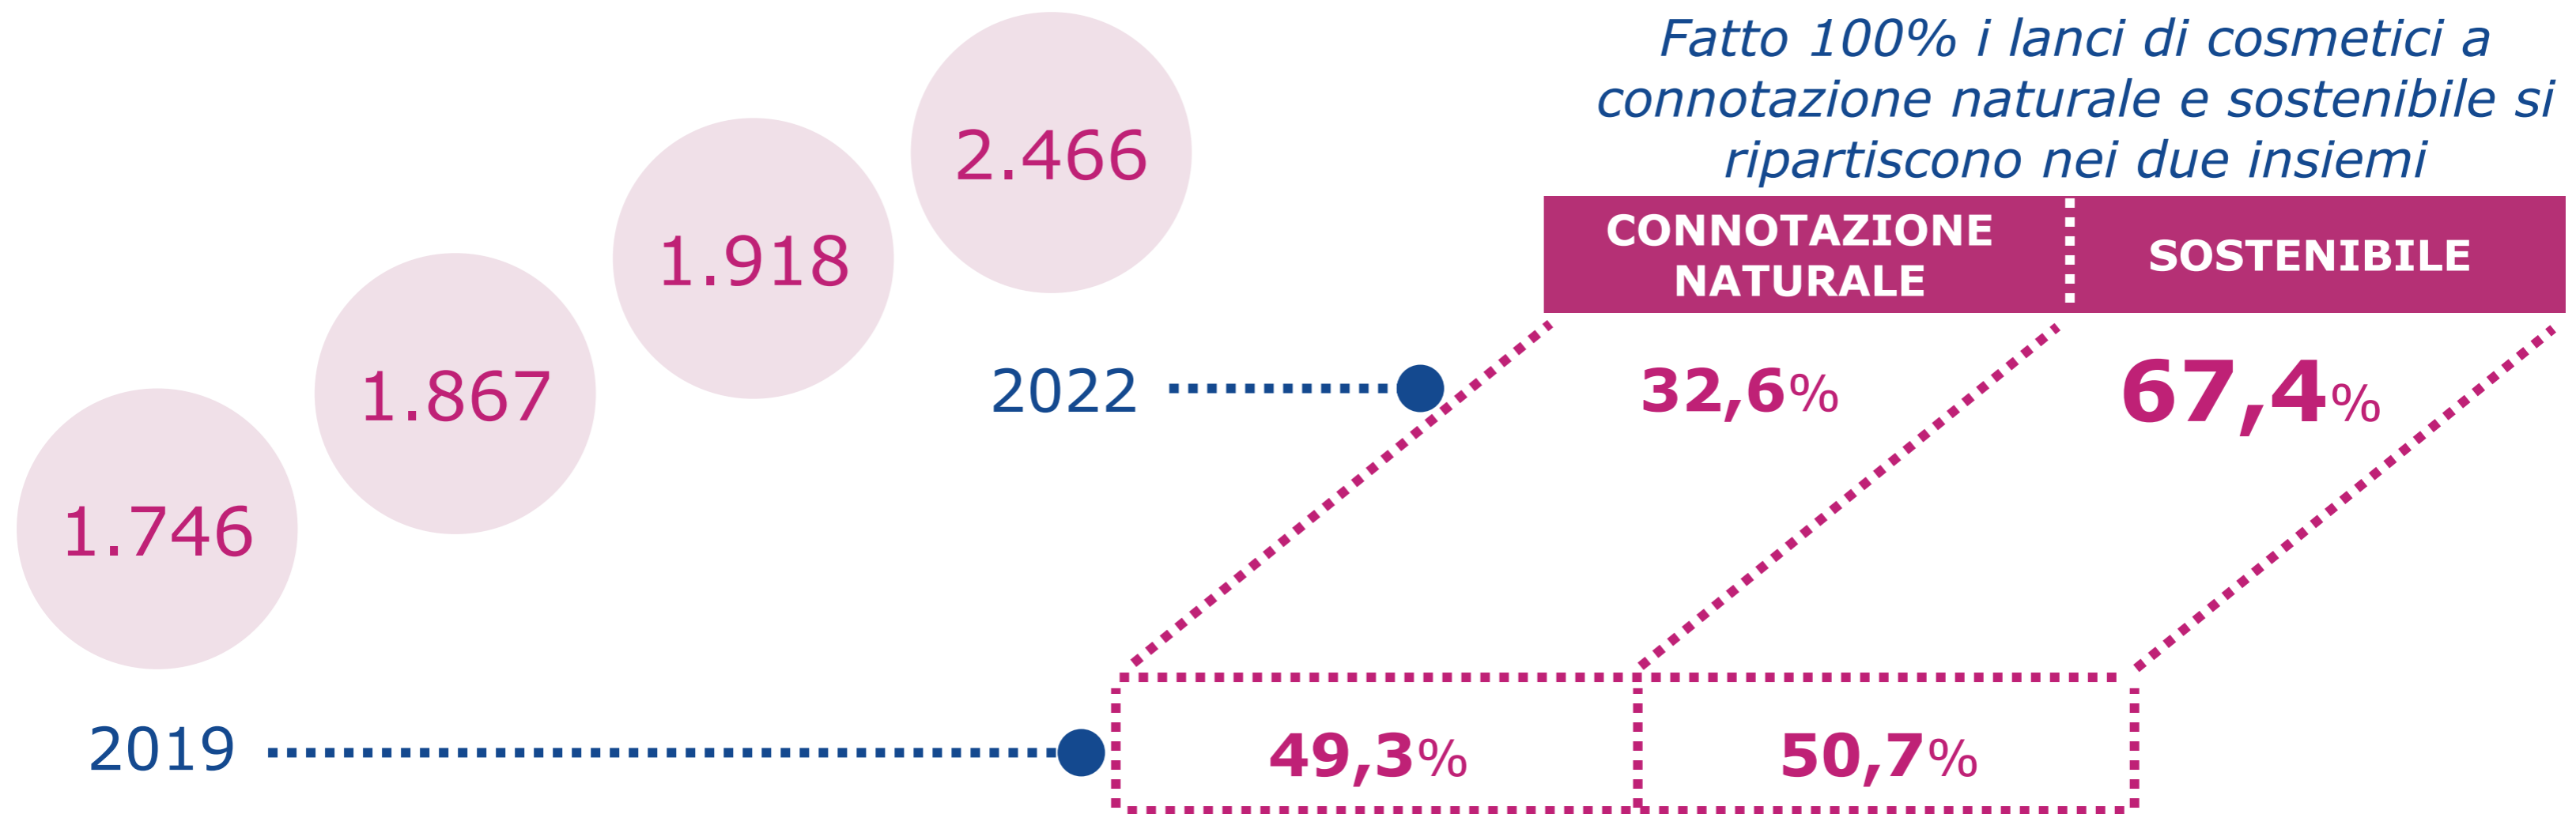 Fatto 100% i lanci di cosmetici a
connotazione naturale e sostenibile si
ripartiscono nei due insiemi
2.466
1.918
1.867
1.746
CONNOTAZIONE
NATURALE
SOSTENIBILE
2022
32,6%
67,4%
2019
49,3%
50,7%